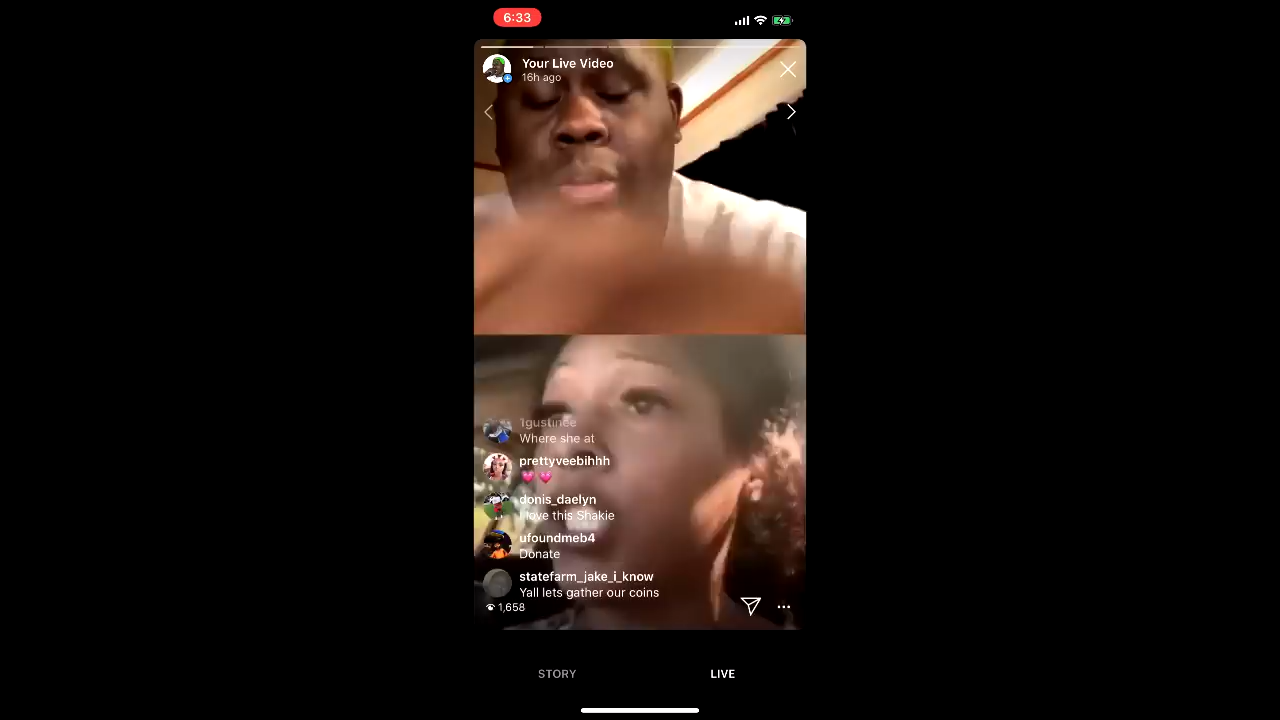 6:33
Your Live Video
16h ago
1gustinee
Where she at
prettyveebihhh
donis_daelyn
I love this Shakie
ufoundmeb4
Donate
statefarm_jake_i_know
Yall lets gather our coins
1,658
STORY
LIVE